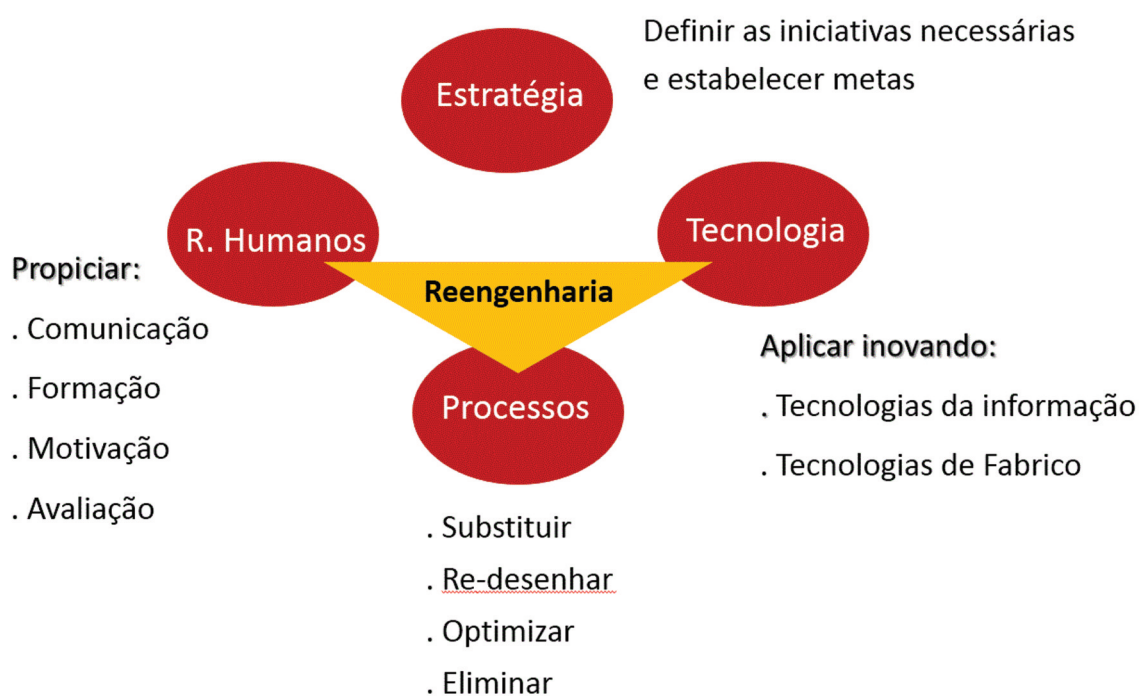 Definir as iniciativas necessárias
e estabelecer metas
Estratégia
R. Humanos
Tecnologia
Reengenharia
Processos
Propiciar:
. Comunicação
. Formação
. Motivação
. Avaliação
Aplicar inovando:
. Tecnologias da informação
. Tecnologias de Fabrico
. Substituir
. Re-desenhar
. Optimizar
. Eliminar